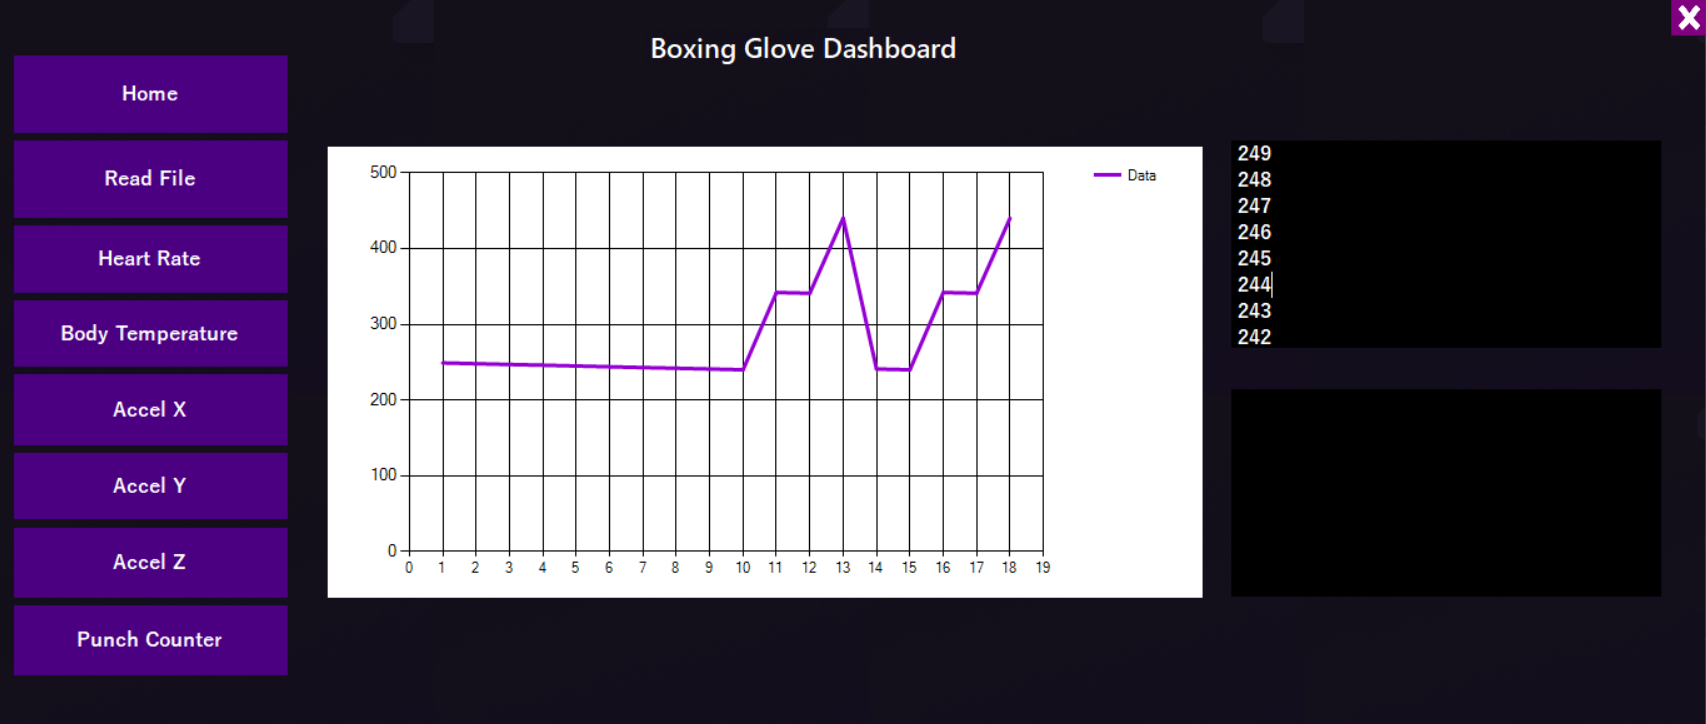 Boxing Glove Dashboard
Home
Read File
Heart Rate
Body Temperature
Accel X
Accel Y
Accel Z
Punch Counter
500
400
300
200
100
0
0 1 2 3 4 5 6 7 8 9 10 11 12 13 14 15 16 17 18 19
Data
249
248
247
246
245
244
243
242